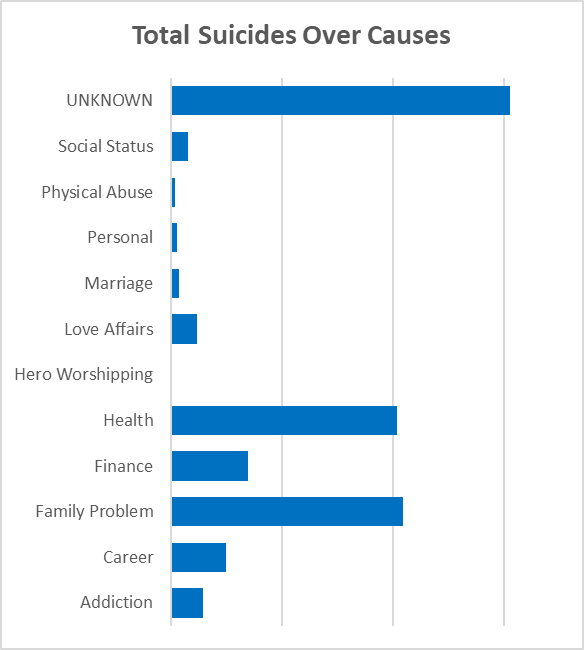 Total Suicides Over Causes
UNKNOWN
Social Status
Physical Abuse
Personal
Marriage
Love Affairs
Hero Worshipping
Health
Finance
Family Problem
Career
Addiction